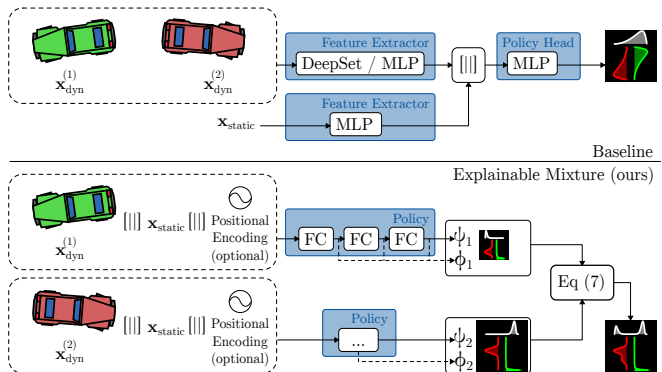 Feature Extractor
Policy Head
DeepSet / MLP
[||]
MLP
x_dyn^(1)
x_dyn^(2)
Feature Extractor
x_static
MLP
Baseline
Explainable Mixture (ours)
[||] x_static [||]
Positional
Encoding
(optional)
x_dyn^(1)
Policy
FC
FC
FC
ψ_1
ϕ_1
Eq (7)
[||] x_static [||]
Positional
Encoding
(optional)
x_dyn^(2)
Policy
...
ψ_2
ϕ_2